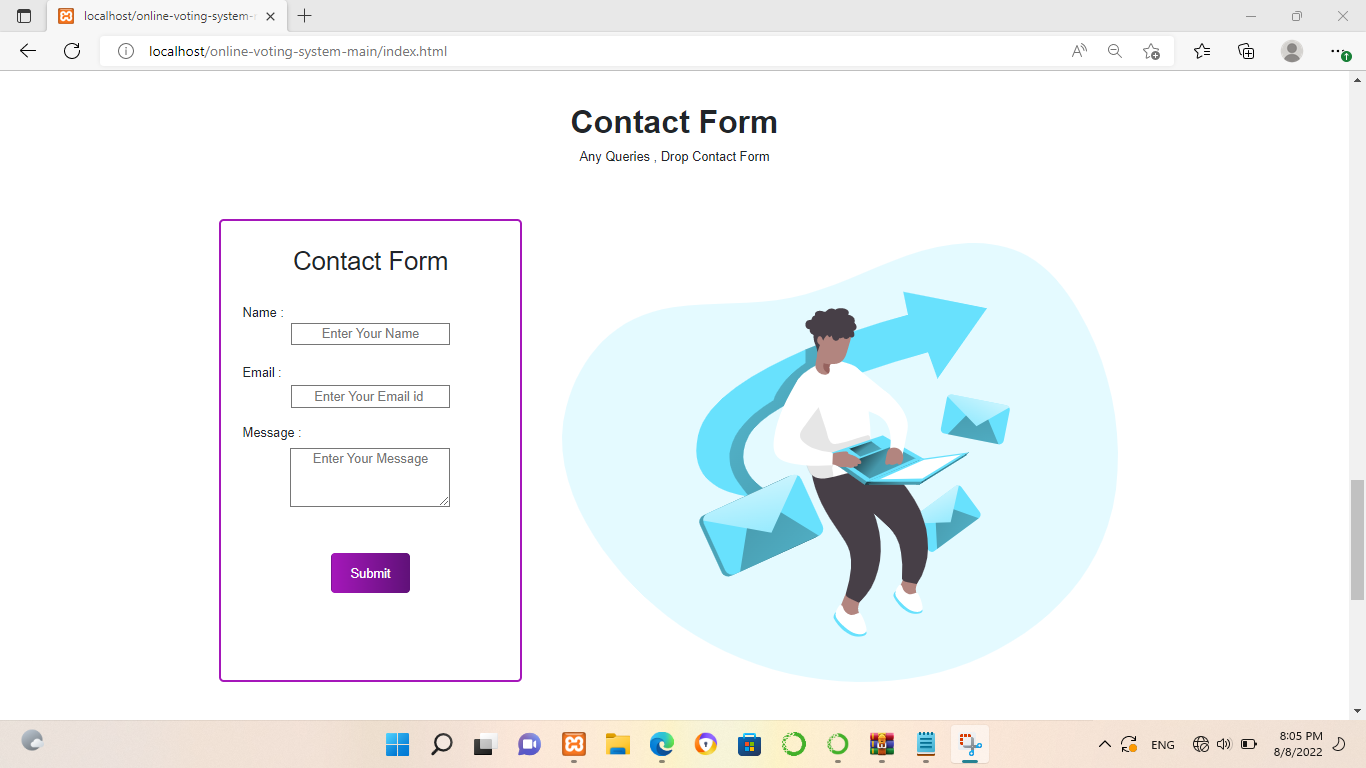 localhost/online-voting-system-
localhost/online-voting-system-main/index.html
Contact Form
Any Queries , Drop Contact Form
Contact Form
Name :
Enter Your Name
Email :
Enter Your Email id
Message :
Enter Your Message
Submit
ENG
8:05 PM
8/8/2022